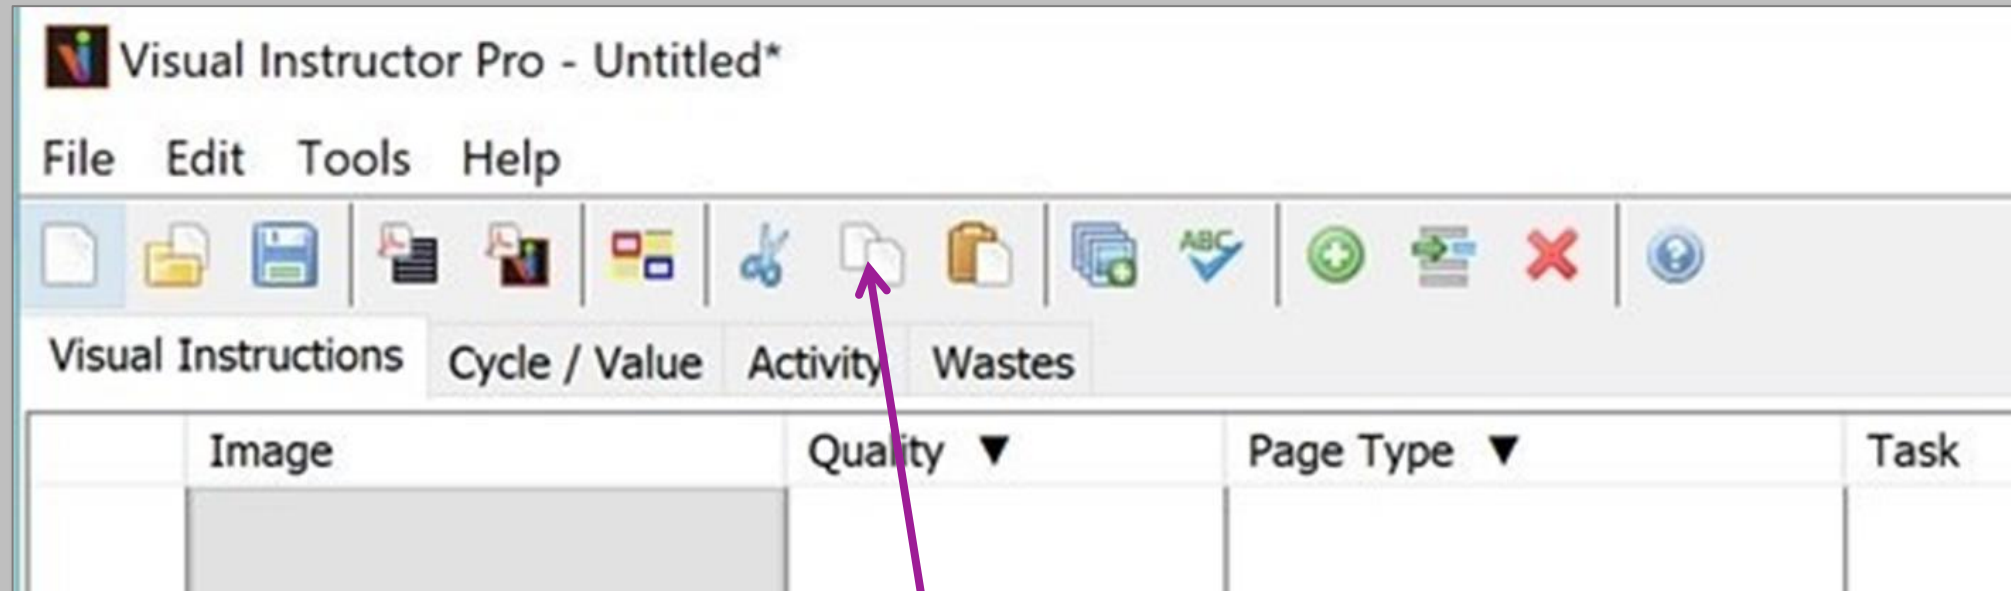 Visual Instructor Pro - Untitled*
File Edit Tools Help
ABC
Visual Instructions Cycle / Value Activity Wastes
Image Quality ▼ Page Type ▼ Task